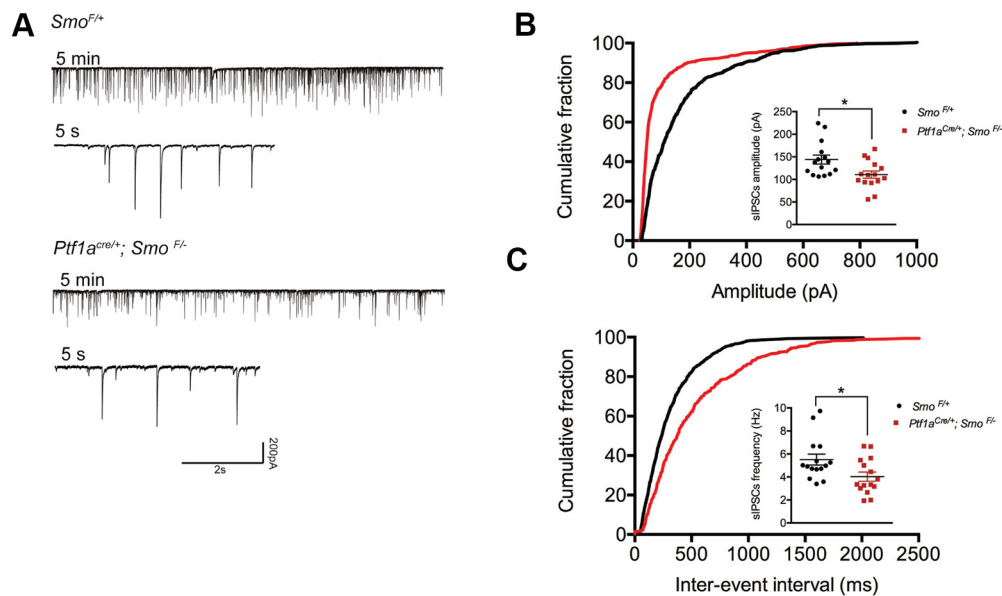 A
Smo F/+
5 min
5 s
Ptf1a cre/+; Smo F/-
5 min
5 s
200pA
2s
B
Cumulative fraction
100
80
60
40
20
0
0 200 400 600 800 1000
Amplitude (pA)
sIPSCs amplitude (pA)
250
200
150
100
50
0
*
Smo F/+
Ptf1a Cre/+; Smo F/-
C
Cumulative fraction
100
80
60
40
20
0
0 500 1000 1500 2000 2500
Inter-event interval (ms)
sIPSCs frequency (Hz)
10
8
6
4
2
0
*
Smo F/+
Ptf1a Cre/+; Smo F/-